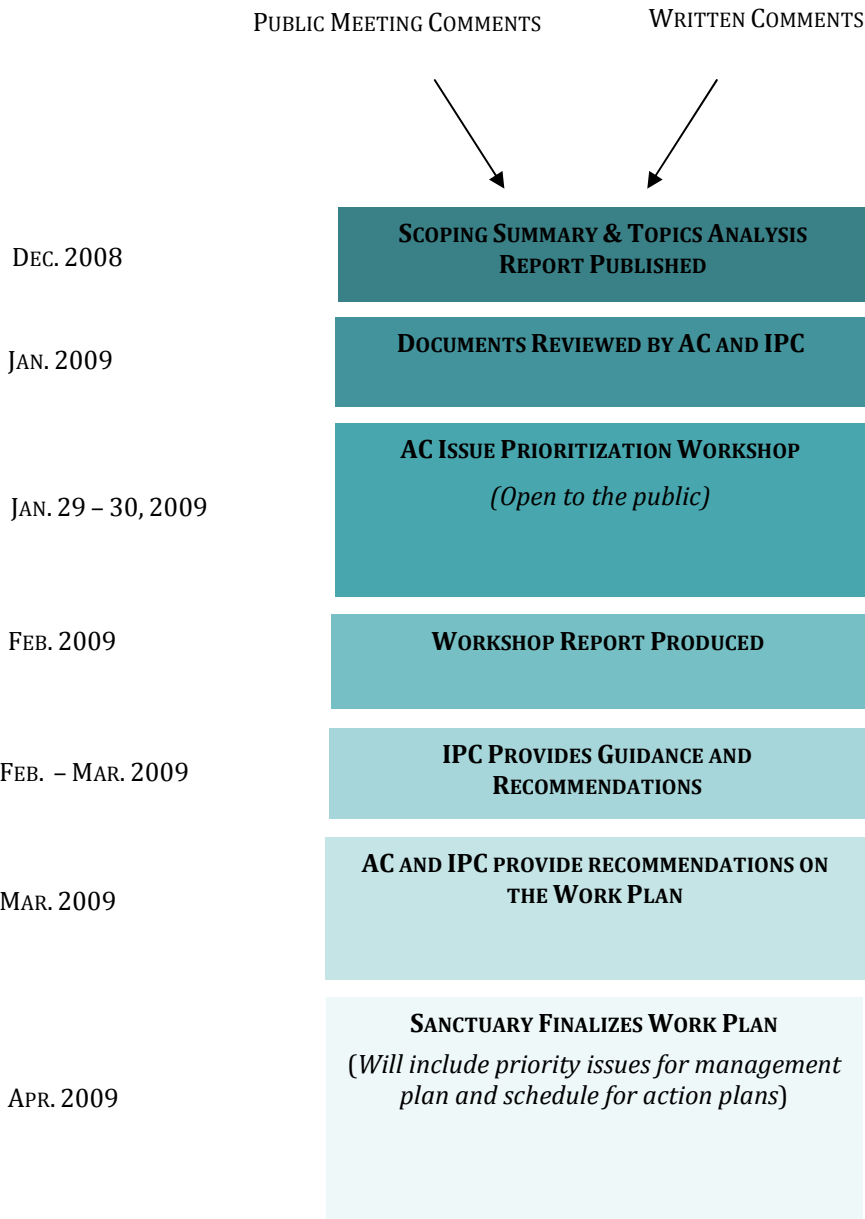 Public Meeting Comments
Written Comments
Dec. 2008
Scoping Summary & Topics Analysis
Report Published
Jan. 2009
Documents Reviewed by AC and IPC
Jan. 29 – 30, 2009
AC Issue Prioritization Workshop
(Open to the public)
Feb. 2009
Workshop Report Produced
Feb. – Mar. 2009
IPC Provides Guidance and
Recommendations
Mar. 2009
AC and IPC provide recommendations on
the Work Plan
Apr. 2009
Sanctuary Finalizes Work Plan
(Will include priority issues for management
plan and schedule for action plans)